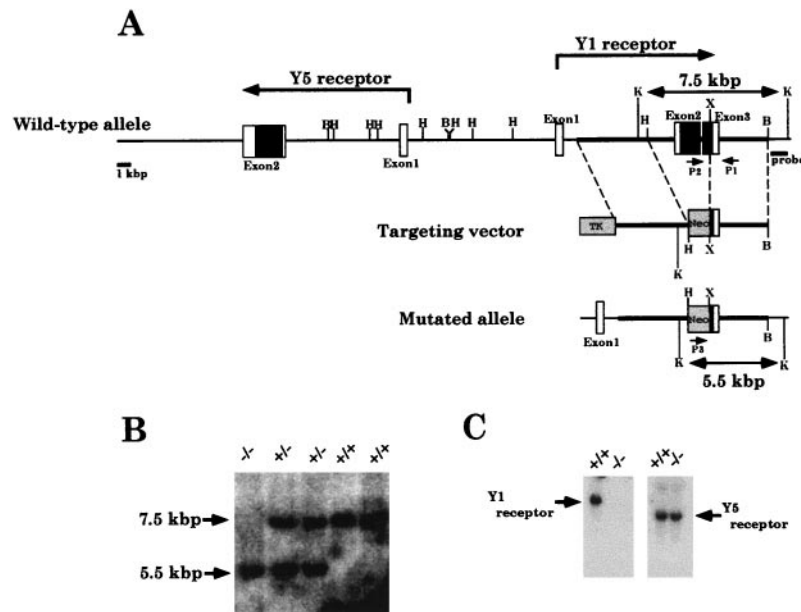 A
Y1 receptor
Y5 receptor
7.5 kbp
K
K
Wild-type allele
BH
H
H
BH
H
H
Exon1
H
Exon2
X
Exon3
B
1 kbp
Exon2
Exon1
P2
P1
probe
Targeting vector
TK
Neo
H
X
B
K
H
X
Mutated allele
Neo
Exon1
P3
B
K
K
5.5 kbp
B
C
-/-
+/-
+/-
+/+
+/+
+/+
-/-
+/+
-/-
7.5 kbp
5.5 kbp
Y1
receptor
Y5
receptor